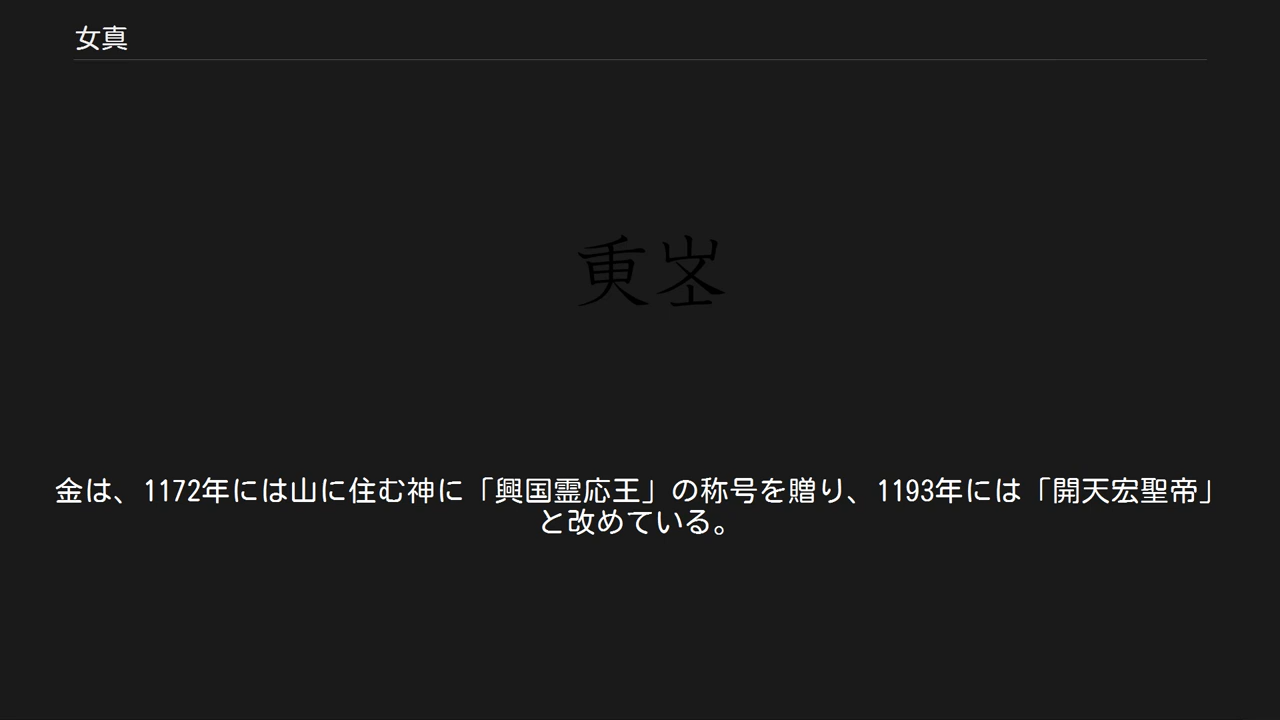 女真
金は、1172年には山に住む神に「興国霊応王」の称号を贈り、1193年には「開天宏聖帝」
と改めている。